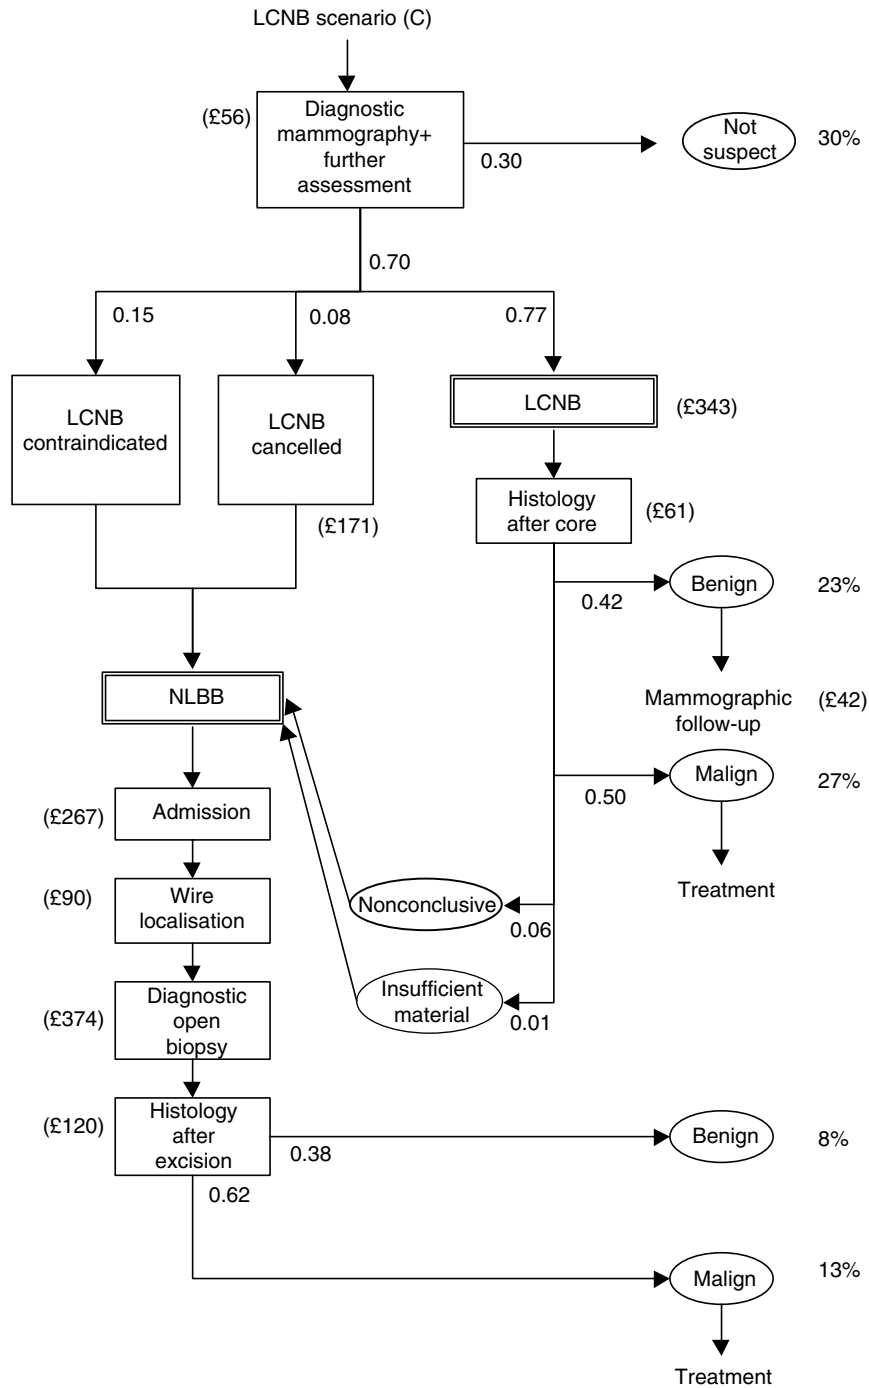 LCNB scenario (C)
(£56)
Diagnostic
mammography+
further
assessment
0.30
Not
suspect
30%
0.70
0.15
0.08
0.77
LCNB
contraindicated
LCNB
cancelled
(£171)
LCNB
(£343)
Histology
after core
(£61)
0.42
Benign
23%
Mammographic
follow-up
(£42)
0.50
Malign
27%
Treatment
NLBB
Admission
(£267)
Wire
localisation
(£90)
Nonconclusive
0.06
Diagnostic
open
biopsy
(£374)
Insufficient
material
0.01
Histology
after
excision
(£120)
0.38
Benign
8%
0.62
Malign
13%
Treatment